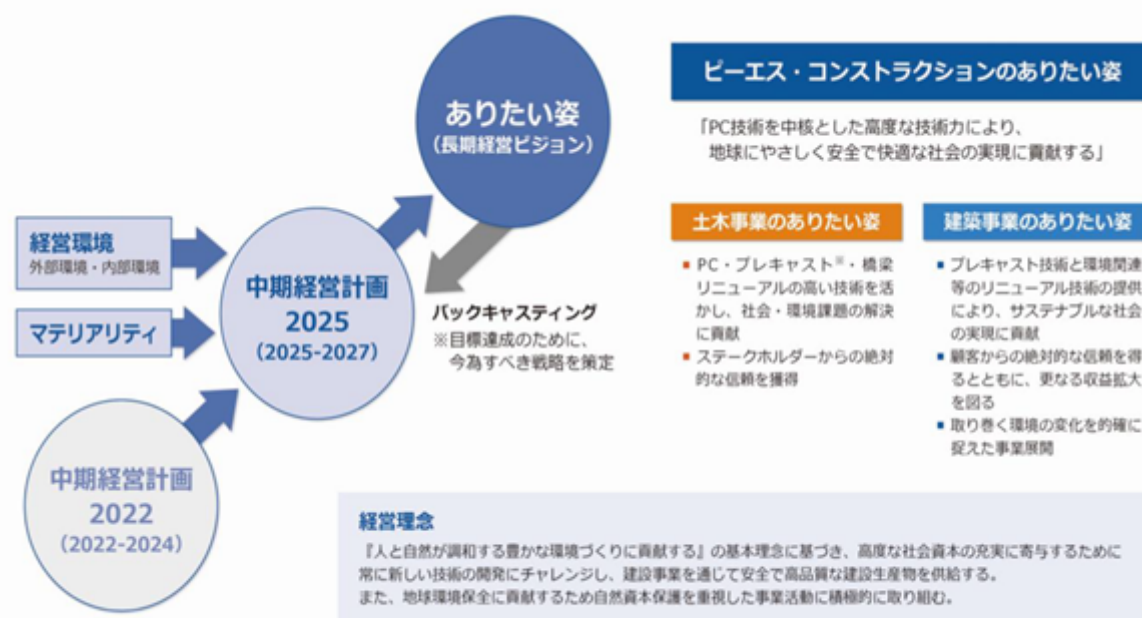 ありたい姿
(長期経営ビジョン)
経営環境
外部環境・内部環境
マテリアリティ
中期経営計画
2025
(2025-2027)
バックキャスティング
※目標達成のために、
今為すべき戦略を策定
中期経営計画
2022
(2022-2024)
ピーエス・コンストラクションのありたい姿
「PC技術を中核とした高度な技術力により、
地球にやさしく安全で快適な社会の実現に貢献する」
土木事業のありたい姿
■ PC・プレキャスト※・橋梁
リニューアルの高い技術を活
かし、社会・環境課題の解決
に貢献
■ ステークホルダーからの絶対
的な信頼を獲得
建築事業のありたい姿
■ プレキャスト技術と環境関連
等のリニューアル技術の提供
により、サステナブルな社会
の実現に貢献
■ 顧客からの絶対的な信頼を得
るとともに、更なる収益拡大
を図る
■ 取り巻く環境の変化を的確に
捉えた事業展開
経営理念
『人と自然が調和する豊かな環境づくりに貢献する』の基本理念に基づき、高度な社会資本の充実に寄与するために
常に新しい技術の開発にチャレンジし、建設事業を通じて安全で高品質な建設生産物を供給する。
また、地球環境保全に貢献するため自然資本保護を重視した事業活動に積極的に取り組む。